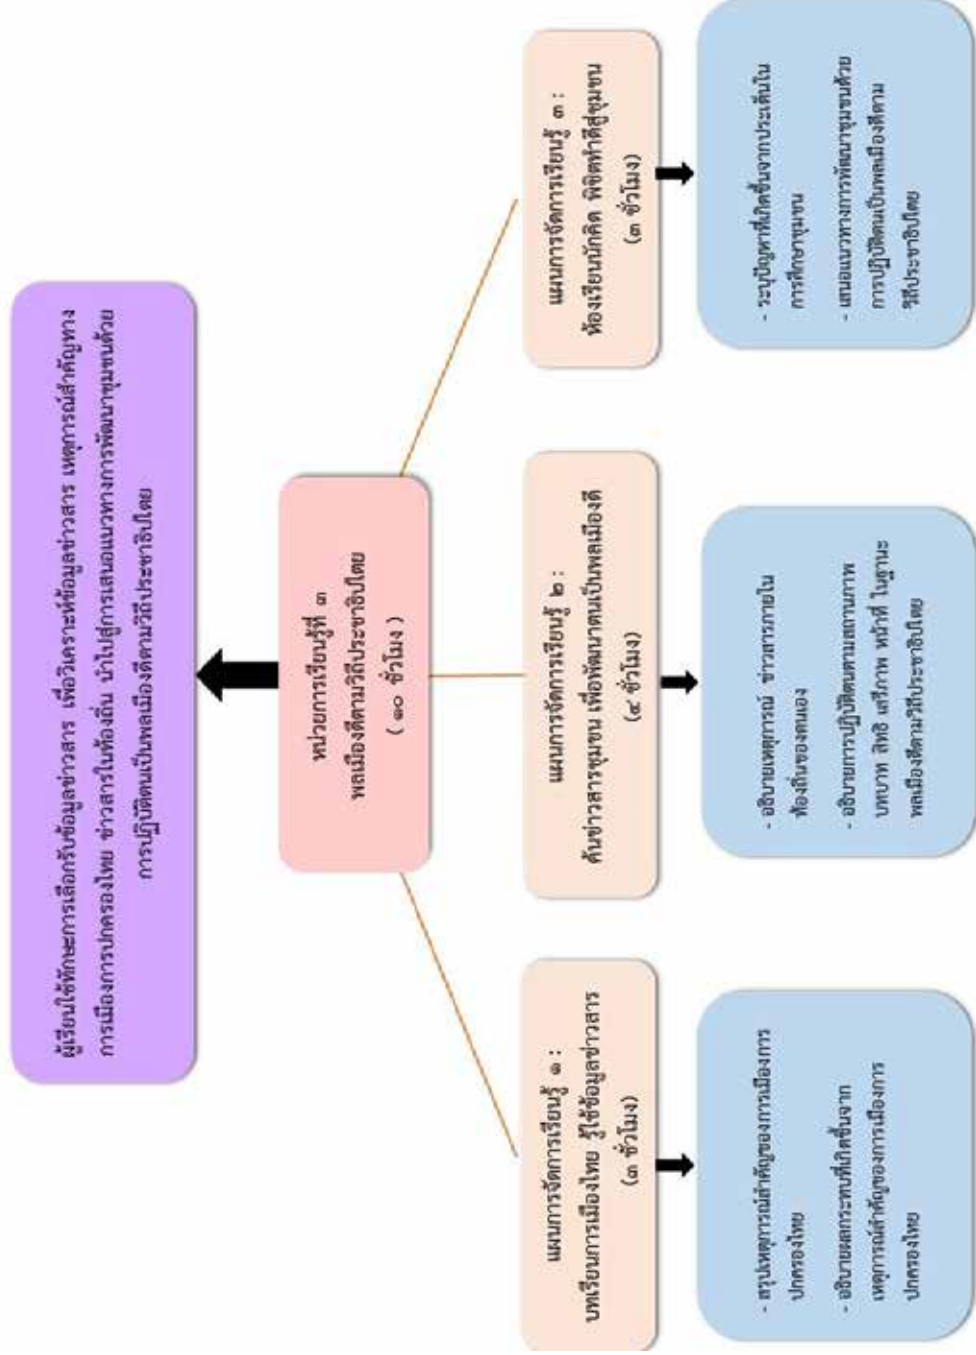 ผู้เรียนใช้ทักษะการเลือกรับข้อมูลข่าวสาร เพื่อวิเคราะห์ข้อมูลข่าวสาร เหตุการณ์สำคัญทาง
การเมืองการปกครองไทย ข่าวสารในท้องถิ่น นำไปสู่การเสนอแนวทางการพัฒนาชุมชนด้วย
การปฏิบัติตนเป็นพลเมืองดีตามวิถีประชาธิปไตย
หน่วยการเรียนรู้ที่ ๓
พลเมืองดีตามวิถีประชาธิปไตย
( ๑๐ ชั่วโมง )
แผนการจัดการเรียนรู้ ๑ :
บทเรียนการเมืองไทย รู้ใช้ข้อมูลข่าวสาร
(๓ ชั่วโมง)
- สรุปเหตุการณ์สำคัญของการเมืองการ
ปกครองไทย
- อธิบายผลกระทบที่เกิดขึ้นจาก
เหตุการณ์สำคัญของการเมืองการ
ปกครองไทย
แผนการจัดการเรียนรู้ ๒ :
ค้นข่าวสารชุมชน เพื่อพัฒนาตนเป็นพลเมืองดี
(๔ ชั่วโมง)
- อธิบายเหตุการณ์ ข่าวสารภายใน
ท้องถิ่นของตนเอง
- อธิบายการปฏิบัติตนตามสถานภาพ
บทบาท สิทธิ เสรีภาพ หน้าที่ ในฐานะ
พลเมืองดีตามวิถีประชาธิปไตย
แผนการจัดการเรียนรู้ ๓ :
ห้องเรียนนักคิด พิชิตทำดีสู่ชุมชน
(๓ ชั่วโมง)
- ระบุปัญหาที่เกิดขึ้นจากประเด็นใน
การศึกษาชุมชน
- เสนอแนวทางการพัฒนาชุมชนด้วย
การปฏิบัติตนเป็นพลเมืองดีตาม
วิถีประชาธิปไตย